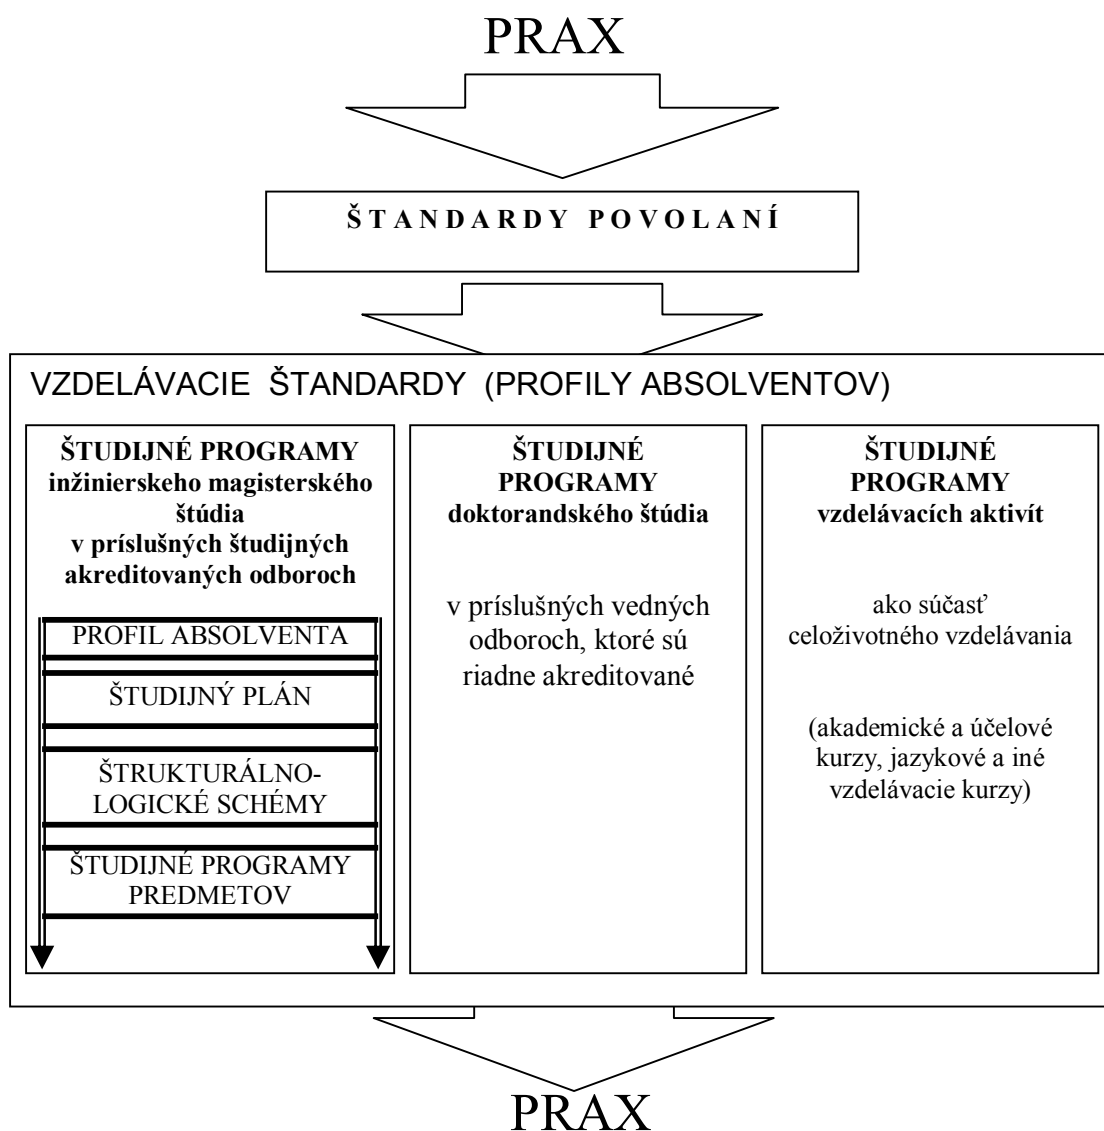 PRAX
ŠTANDARDY POVOLANÍ
VZDELÁVACIE ŠTANDARDY (PROFILY ABSOLVENTOV)
ŠTUDIJNÉ PROGRAMY
inžinierskeho magisterského
štúdia
v príslušných študijných
akreditovaných odboroch
PROFIL ABSOLVENTA
ŠTUDIJNÝ PLÁN
ŠTRUKTURÁLNO-
LOGICKÉ SCHÉMY
ŠTUDIJNÉ PROGRAMY
PREDMETOV
ŠTUDIJNÉ
PROGRAMY
doktorandského štúdia
v príslušných vedných
odboroch, ktoré sú
riadne akreditované
ŠTUDIJNÉ
PROGRAMY
vzdelávacích aktivít
ako súčasť
celoživotného vzdelávania
(akademické a účelové
kurzy, jazykové a iné
vzdelávacie kurzy)
PRAX